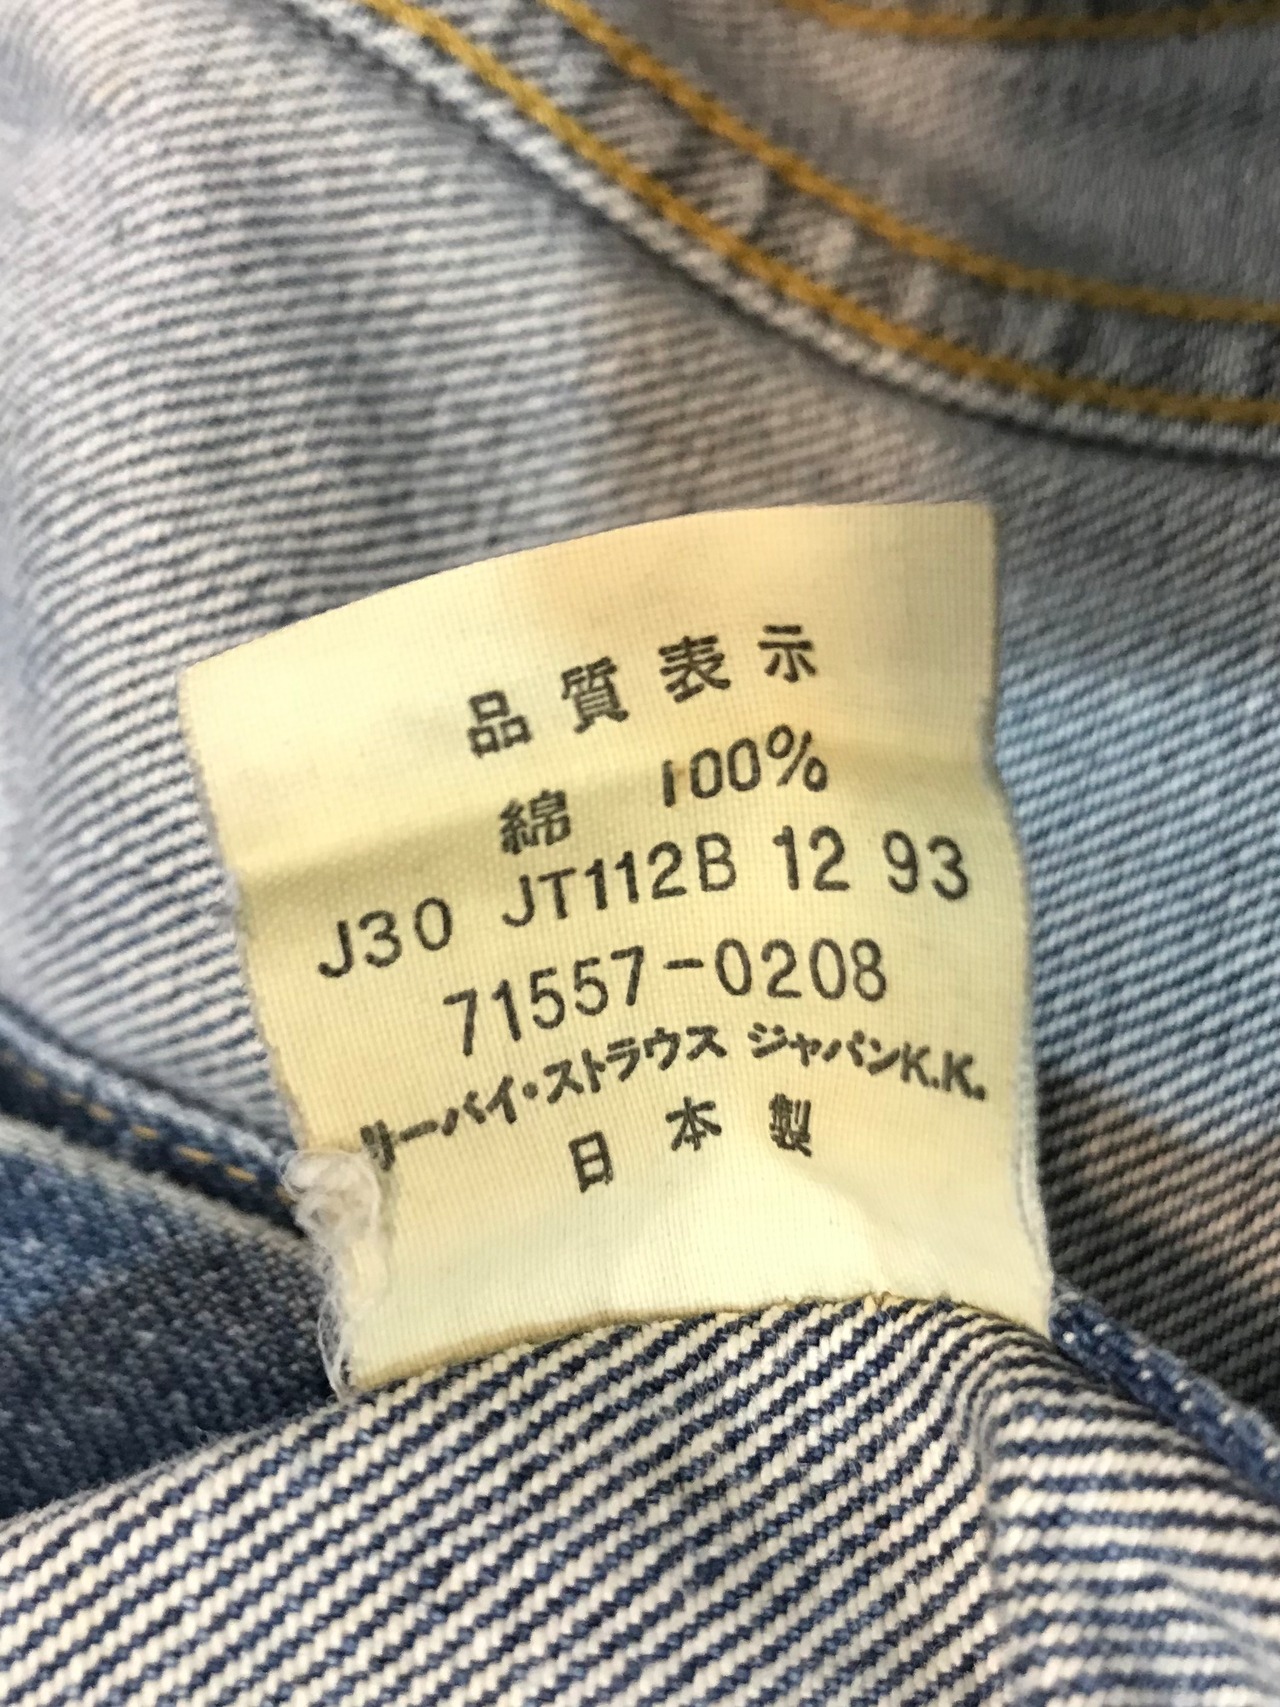 品質表示
綿 100%
J30 JT112B 12 93
71557-0208
リーバイ・ストラウス ジャパンK.K.
日本製